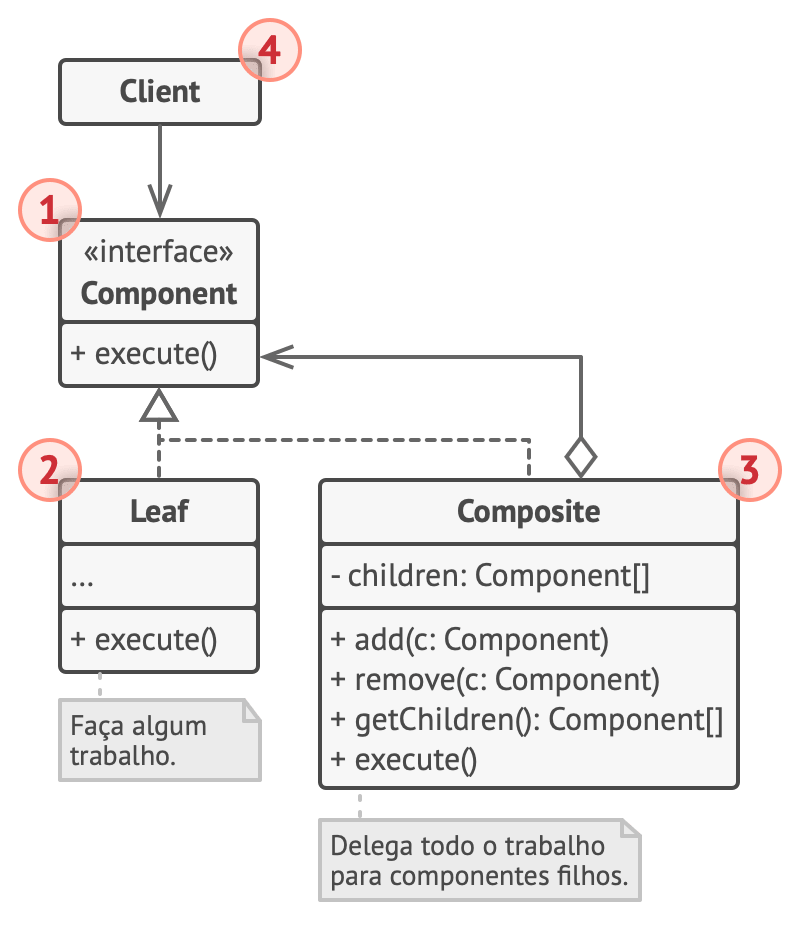 4
Client
1
«interface»
Component
+ execute()
2
Leaf
...
+ execute()
Faça algum
trabalho.
3
Composite
- children: Component[]
+ add(c: Component)
+ remove(c: Component)
+ getChildren(): Component[]
+ execute()
Delega todo o trabalho
para componentes filhos.